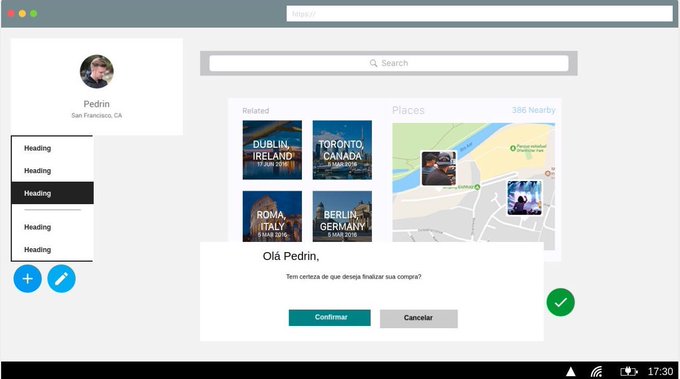 https://
Search
Pedrin
San Francisco, CA
Heading
Heading
Heading
Heading
Heading
Related
DUBLIN,
IRELAND
17 JUN 2016
TORONTO,
CANADA
5 MAR 2016
ROMA,
ITALY
5 MAR 2016
BERLIN,
GERMANY
5 MAR 2016
Places
386 Nearby
Olá Pedrin,
Tem certeza de que deseja finalizar sua compra?
Confirmar
Cancelar
17:30